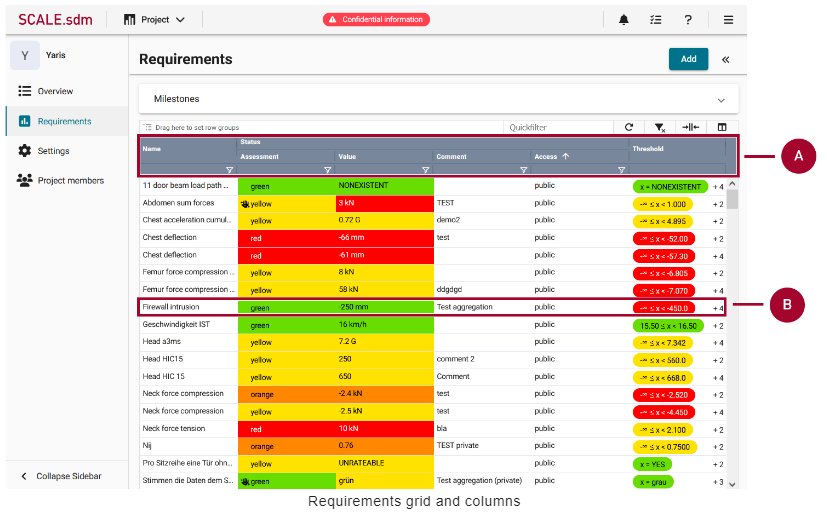 SCALE.sdm Project Confidential information ?
Y Yaris Requirements Add «
Overview
Milestones
Requirements
Drag here to set row groups Quickfilter
Settings
Project members
Name Status Threshold
Assessment Value Comment Access
A
11 door beam load path ... green NONEXISTENT public x = NONEXISTENT + 4
Abdomen sum forces yellow 3 kN TEST public -∞ ≤ x < 1.000 + 2
Chest acceleration cumul... yellow 0.72 G demo2 public -∞ ≤ x < 4.895 + 2
Chest deflection red -66 mm test public -∞ ≤ x < -52.00 + 2
Chest deflection red -61 mm public -∞ ≤ x < -57.30 + 4
Femur force compression ... yellow 8 kN public -∞ ≤ x < -6.805 + 2
Femur force compression ... yellow 58 kN ddgdgd public -∞ ≤ x < -7.070 + 2
Firewall intrusion green -250 mm Test aggregation public -∞ ≤ x < -450.0 + 4
B
Geschwindigkeit IST green 16 km/h public 15.50 ≤ x < 16.50 + 2
Head a3ms yellow 7.2 G public -∞ ≤ x < 7.342 + 4
Head HIC15 yellow 250 comment 2 public -∞ ≤ x < 560.0 + 2
Head HIC 15 yellow 650 Comment public -∞ ≤ x < 668.0 + 4
Neck force compression orange -2.4 kN test public -∞ ≤ x < -2.520 + 4
Neck force compression yellow -2.5 kN test public -∞ ≤ x < -4.450 + 4
Neck force tension red 10 kN bla public -∞ ≤ x < 2.100 + 2
Nij orange 0.76 TEST private public -∞ ≤ x < 0.7500 + 2
Pro Sitzreihe eine Tür ohn... yellow UNRATEABLE public x = YES + 2
Stimmen die Daten dem S... green grün Test aggregation (private) public x = grau + 3
Collapse Sidebar
Requirements grid and columns